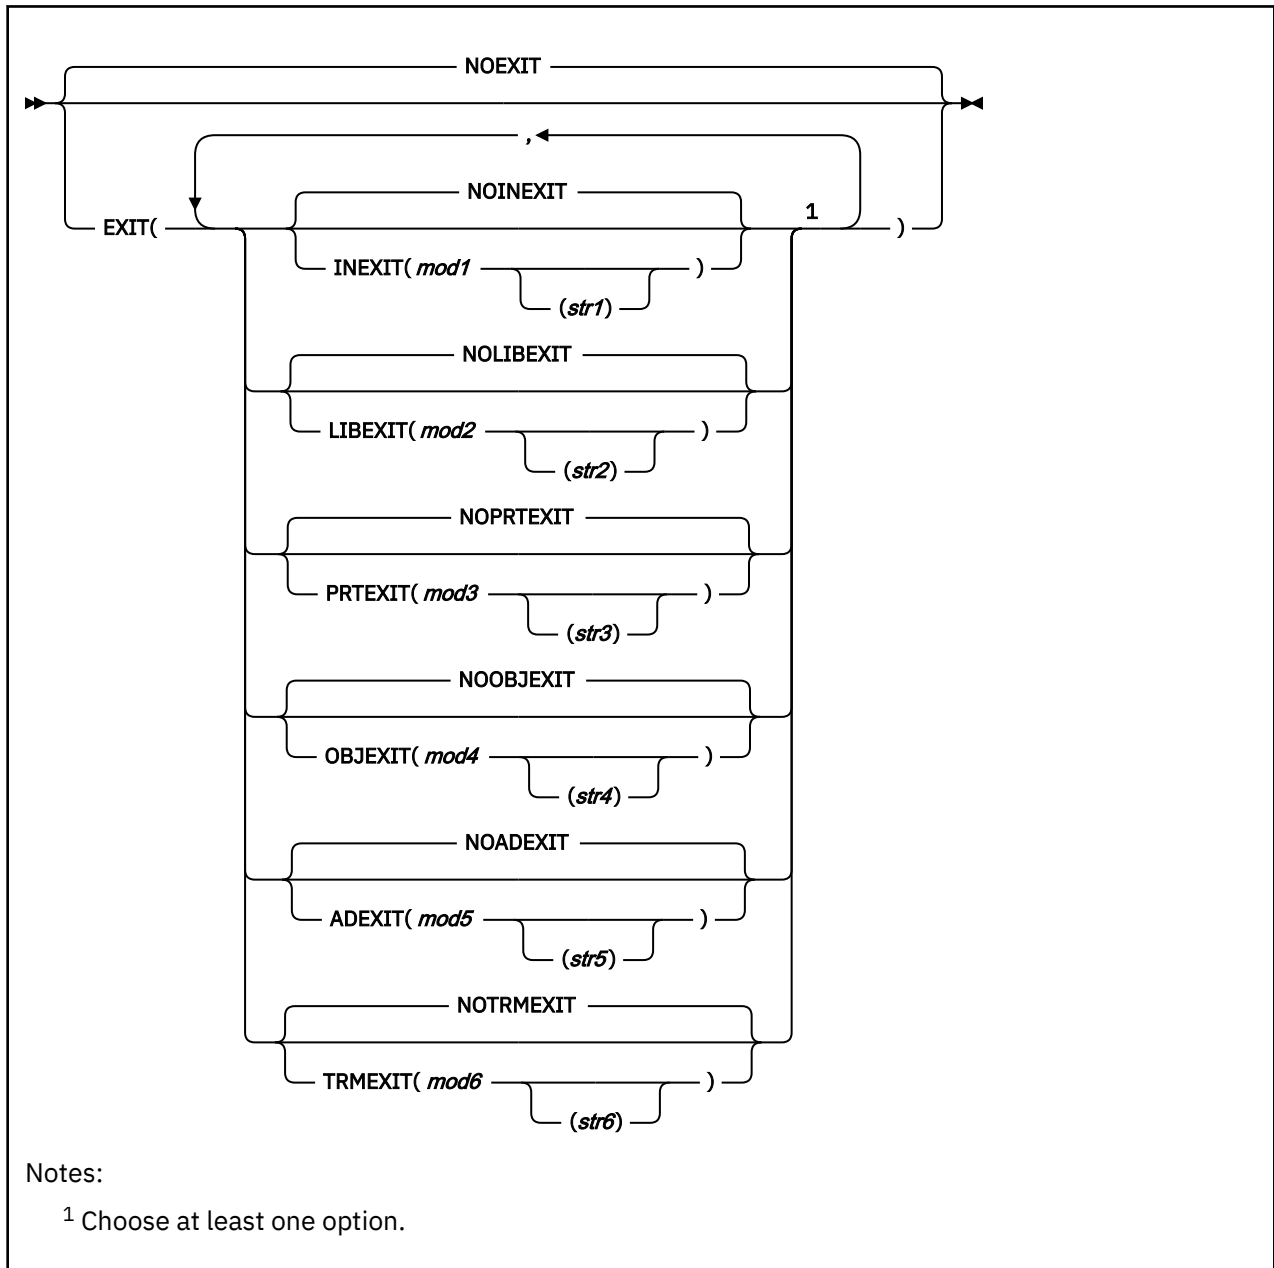 NOEXIT
,
NOINEXIT
EXIT( 1 )
INEXIT( mod1 )
(str1)
NOLIBEXIT
LIBEXIT( mod2 )
(str2)
NOPRTEXIT
PRTEXIT( mod3 )
(str3)
NOOBJEXIT
OBJEXIT( mod4 )
(str4)
NOADEXIT
ADEXIT( mod5 )
(str5)
NOTRMEXIT
TRMEXIT( mod6 )
(str6)
Notes:
1 Choose at least one option.